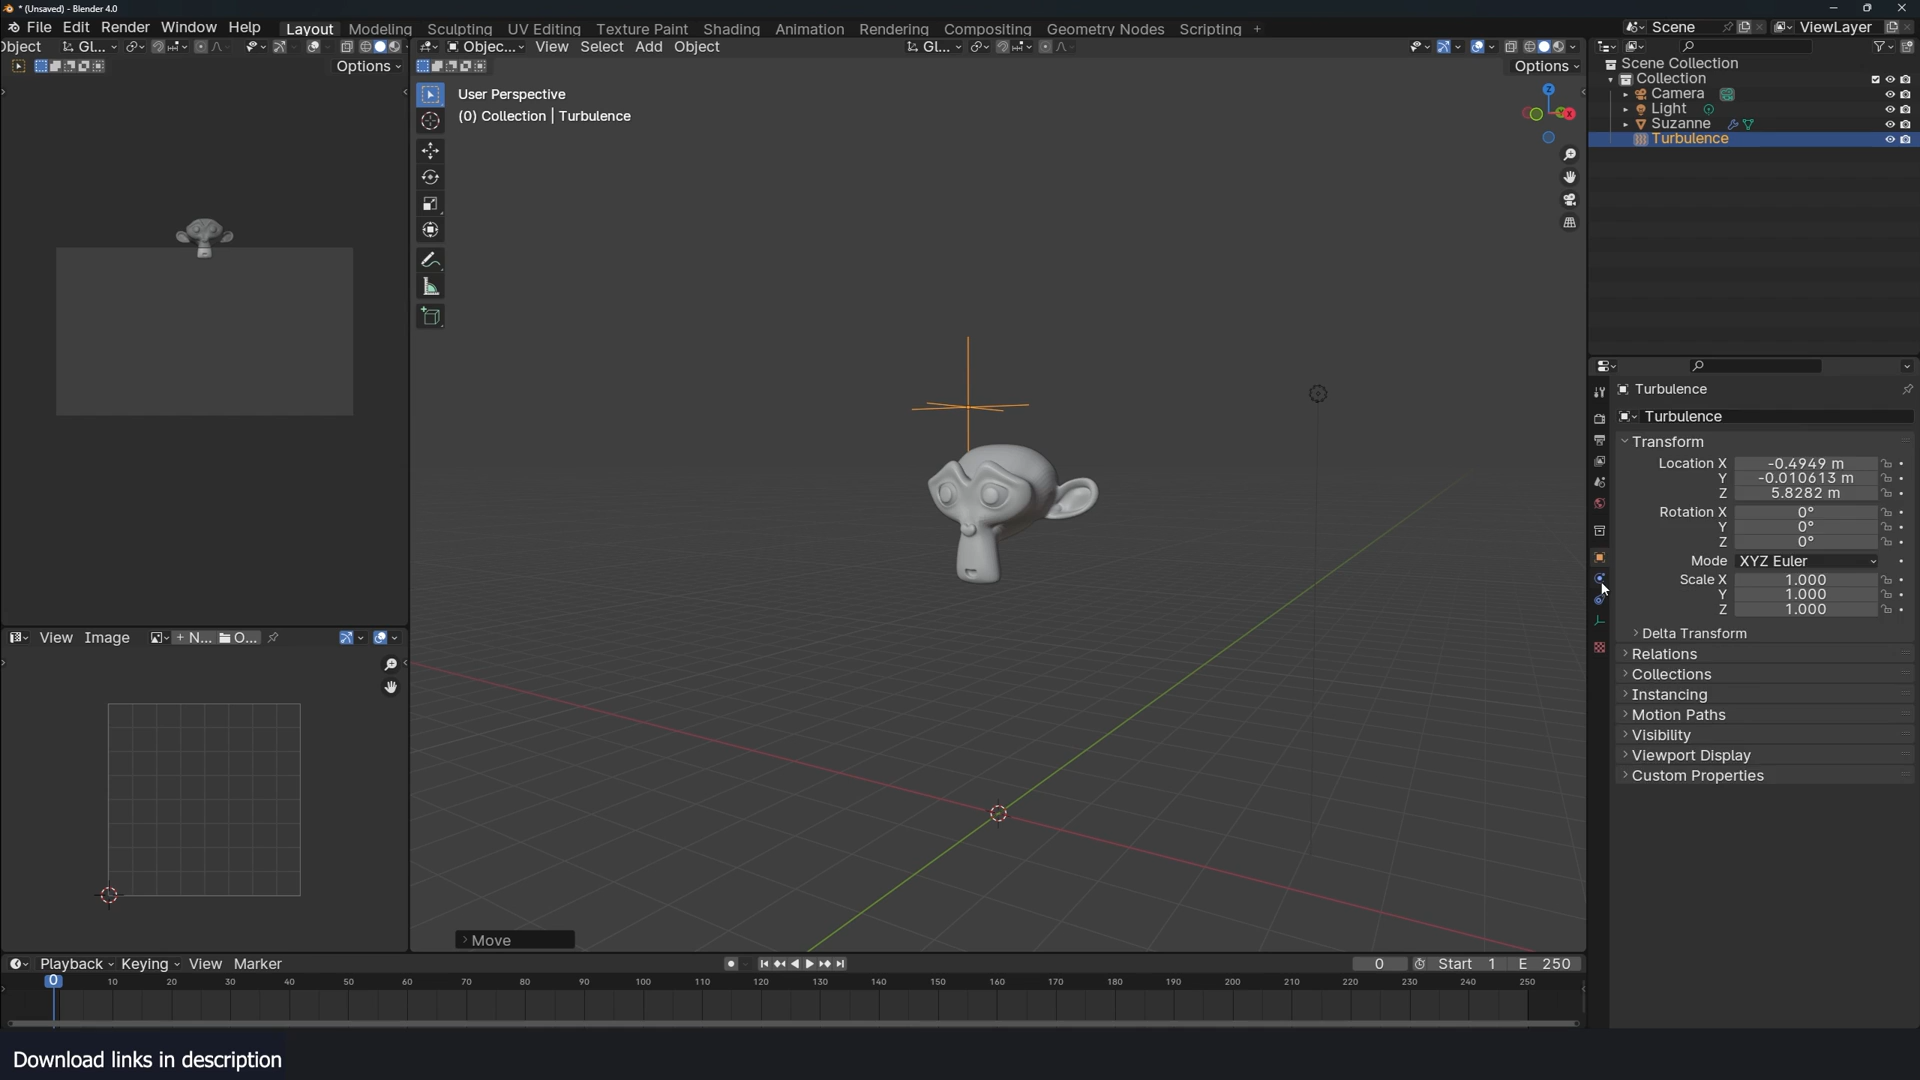 * (Unsaved) - Blender 4.0
File Edit Render Window Help Layout Modeling Sculpting UV Editing Texture Paint Shading Animation Rendering Compositing Geometry Nodes Scripting + Scene ViewLayer
bject Gl... Objec... View Select Add Object Gl...
Options Options
User Perspective
(0) Collection | Turbulence
Z
X
Y
Scene Collection
Collection
Camera
Light
Suzanne
Turbulence
Turbulence
Turbulence
Transform
Location X -0.4949 m
Y -0.010613 m
Z 5.8282 m
Rotation X 0°
Y 0°
Z 0°
Mode XYZ Euler
Scale X 1.000
Y 1.000
Z 1.000
Delta Transform
Relations
Collections
Instancing
Motion Paths
Visibility
Viewport Display
Custom Properties
View Image + N... O...
Move
Playback Keying View Marker 0 Start 1 E 250
0 10 20 30 40 50 60 70 80 90 100 110 120 130 140 150 160 170 180 190 200 210 220 230 240 250
Download links in description